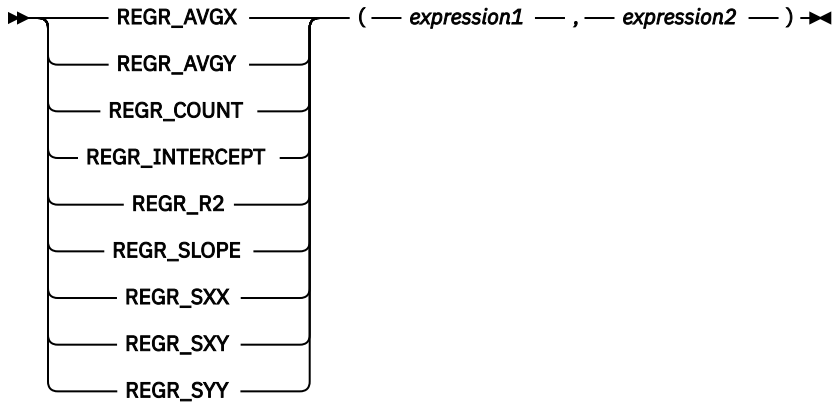 REGR_AVGX ( expression1 , expression2 )
REGR_AVGY
REGR_COUNT
REGR_INTERCEPT
REGR_R2
REGR_SLOPE
REGR_SXX
REGR_SXY
REGR_SYY